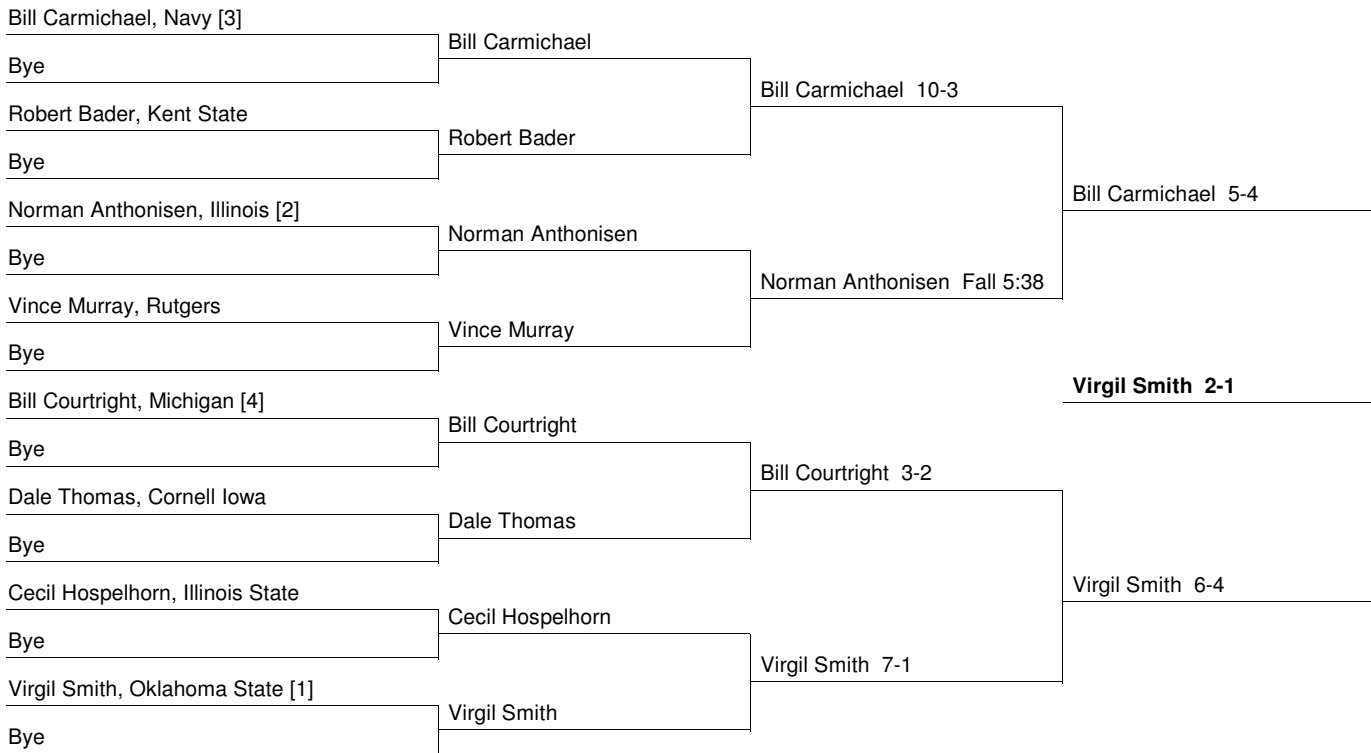 Bill Carmichael, Navy [3]
Bye
Robert Bader, Kent State
Bye
Norman Anthonisen, Illinois [2]
Bye
Vince Murray, Rutgers
Bye
Bill Courtright, Michigan [4]
Bye
Dale Thomas, Cornell Iowa
Bye
Cecil Hospelhorn, Illinois State
Bye
Virgil Smith, Oklahoma State [1]
Bye
Bill Carmichael
Robert Bader
Norman Anthonisen
Vince Murray
Bill Courtright
Dale Thomas
Cecil Hospelhorn
Virgil Smith
Bill Carmichael 10-3
Norman Anthonisen Fall 5:38
Bill Courtright 3-2
Virgil Smith 7-1
Bill Carmichael 5-4
Virgil Smith 2-1
Virgil Smith 6-4